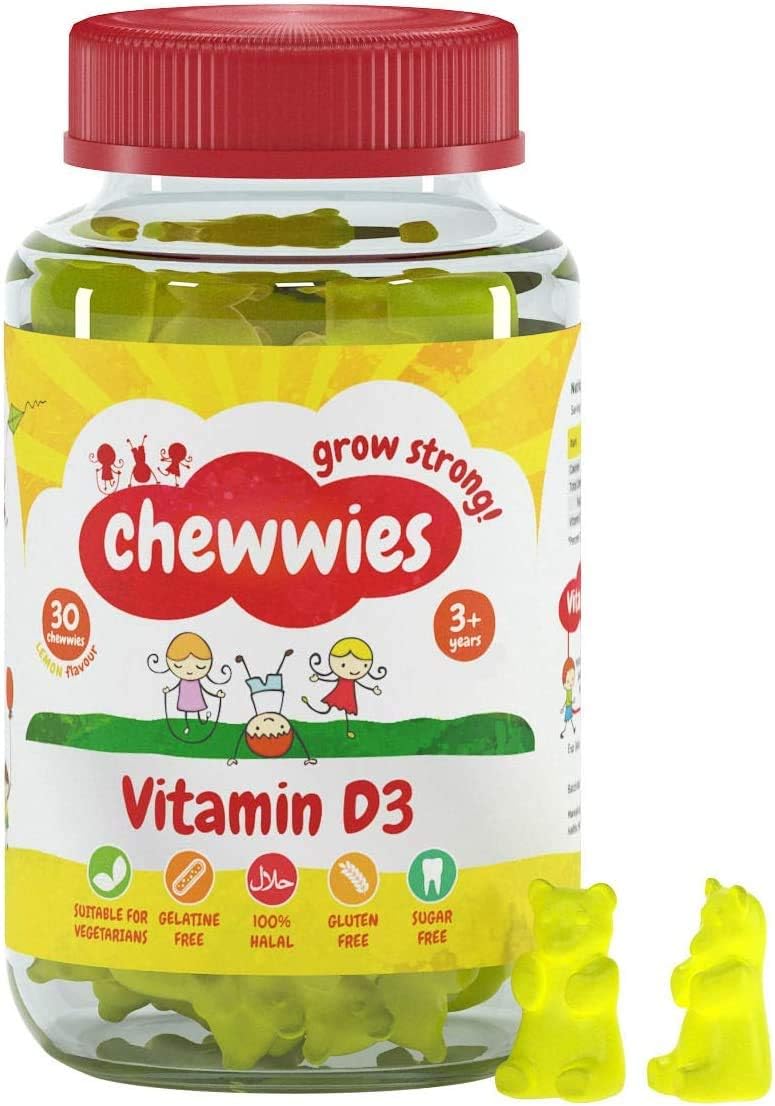 grow strong!
chewwies
30
chewwies
LEMON flavour
3+
years
Vitamin D3
حلال
SUITABLE FOR
VEGETARIANS
GELATINE
FREE
100%
HALAL
GLUTEN
FREE
SUGAR
FREE